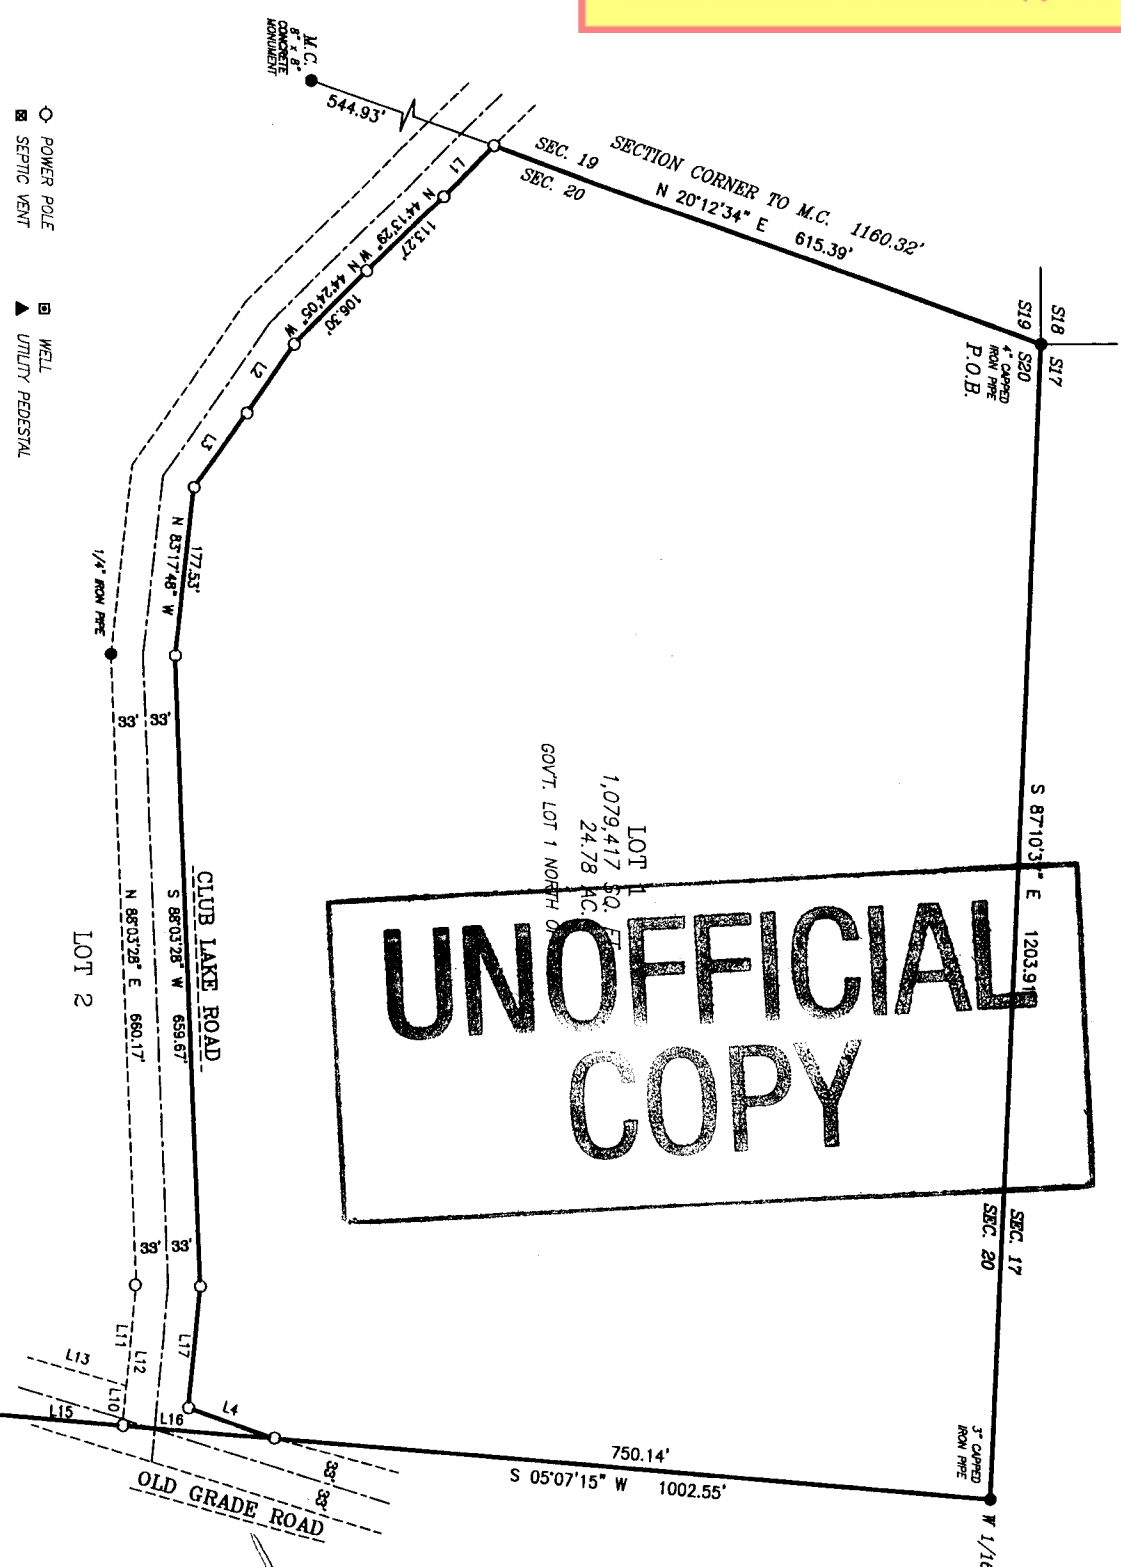 M.C.
8" x 8"
CONCRETE
MONUMENT
544.93'
SEC. 19
SEC. 20
SECTION CORNER TO M.C. 1160.32'
N 20°12'34" E 615.39'
S18
S17
S19
S20
4" CAPPED
IRON PIPE
P.O.B.
L1
N 44°13'29" W
113.27'
N 44°24'05" W
106.30'
L2
L3
N 83°17'48" W
177.53'
POWER POLE
SEPTIC VENT
WELL
UTILITY PEDESTAL
1/4" IRON PIPE
33'
33'
S 87°10'3" E 1203.91
LOT 1
1,079,417 SQ. FT.
24.78 AC.
GOV'T. LOT 1 NORTH OF
UNOFFICIAL
COPY
CLUB LAKE ROAD
S 88°03'28" W 659.67'
N 88°03'28" E 660.17'
LOT 2
33'
33'
SEC. 17
SEC. 20
L17
L11
L12
L13
L10
L15
L16
L4
750.14'
S 05°07'15" W 1002.55'
3" CAPPED
IRON PIPE
W 1/16
33'
33'
OLD GRADE ROAD